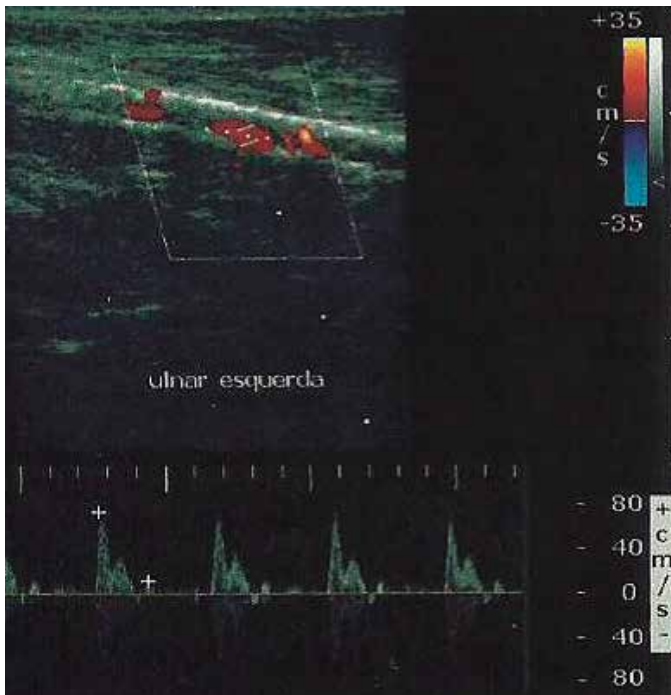 +35
c
m
/
s
-35
ulnar esquerda
- 80 +
- 40 c
m
- 0 /
s
- 40 -
- 80